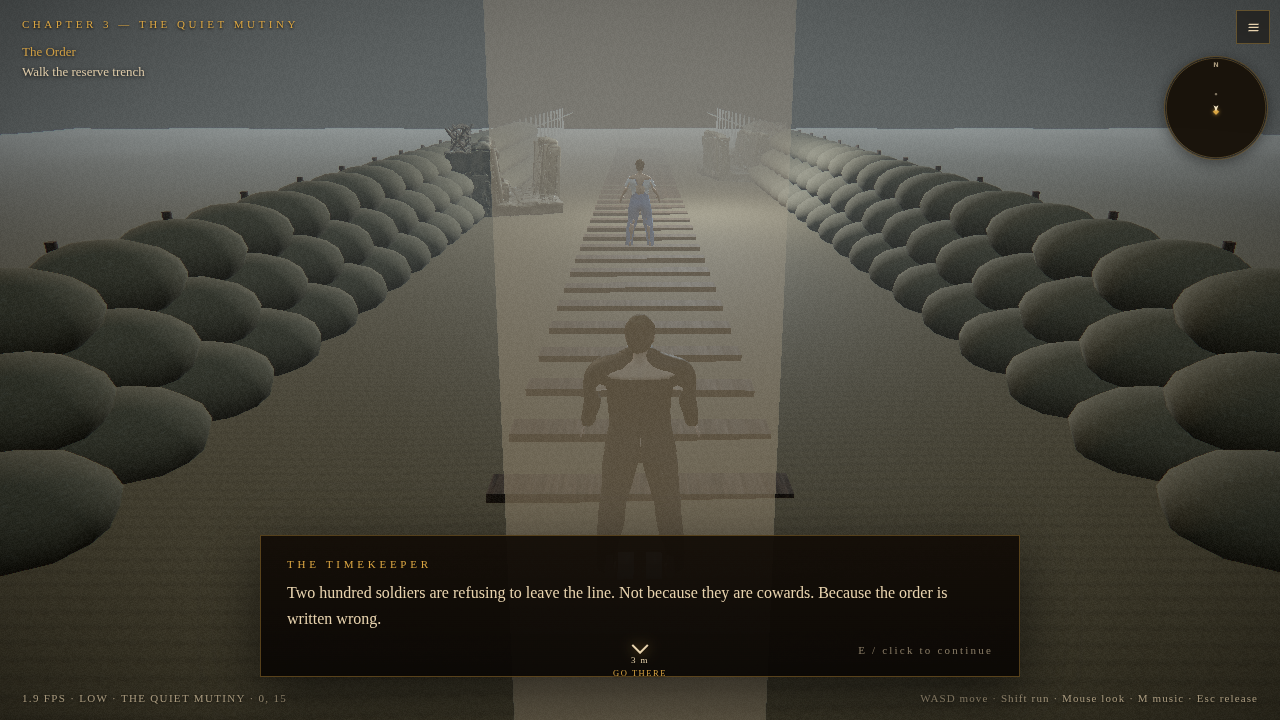 CHAPTER 3 — THE QUIET MUTINY
The Order
Walk the reserve trench
N
THE TIMEKEEPER
Two hundred soldiers are refusing to leave the line. Not because they are cowards. Because the order is
written wrong.
3 m
GO THERE
E / click to continue
1.9 FPS · LOW · THE QUIET MUTINY · 0, 15
WASD move · Shift run · Mouse look · M music · Esc release